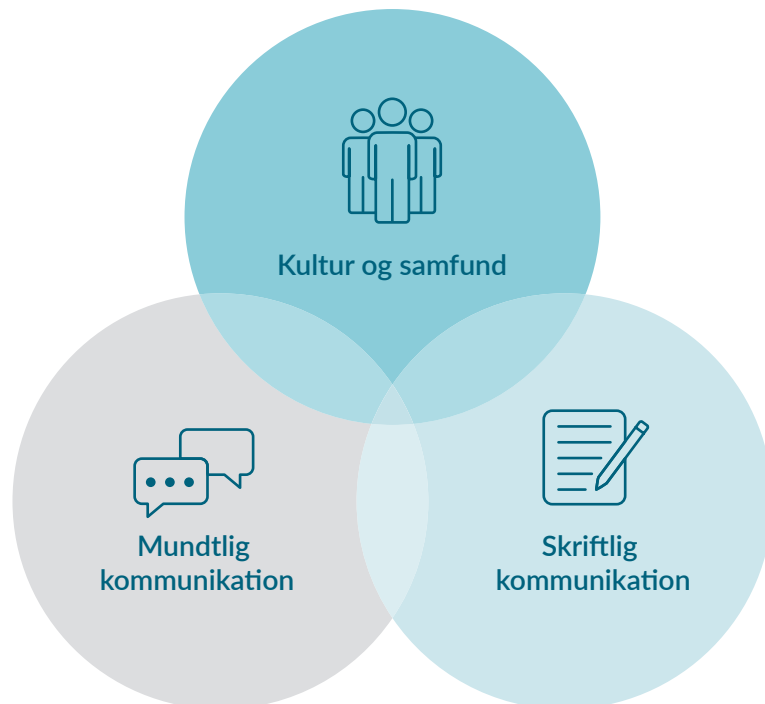 Kultur og samfund
Mundtlig
kommunikation
Skriftlig
kommunikation